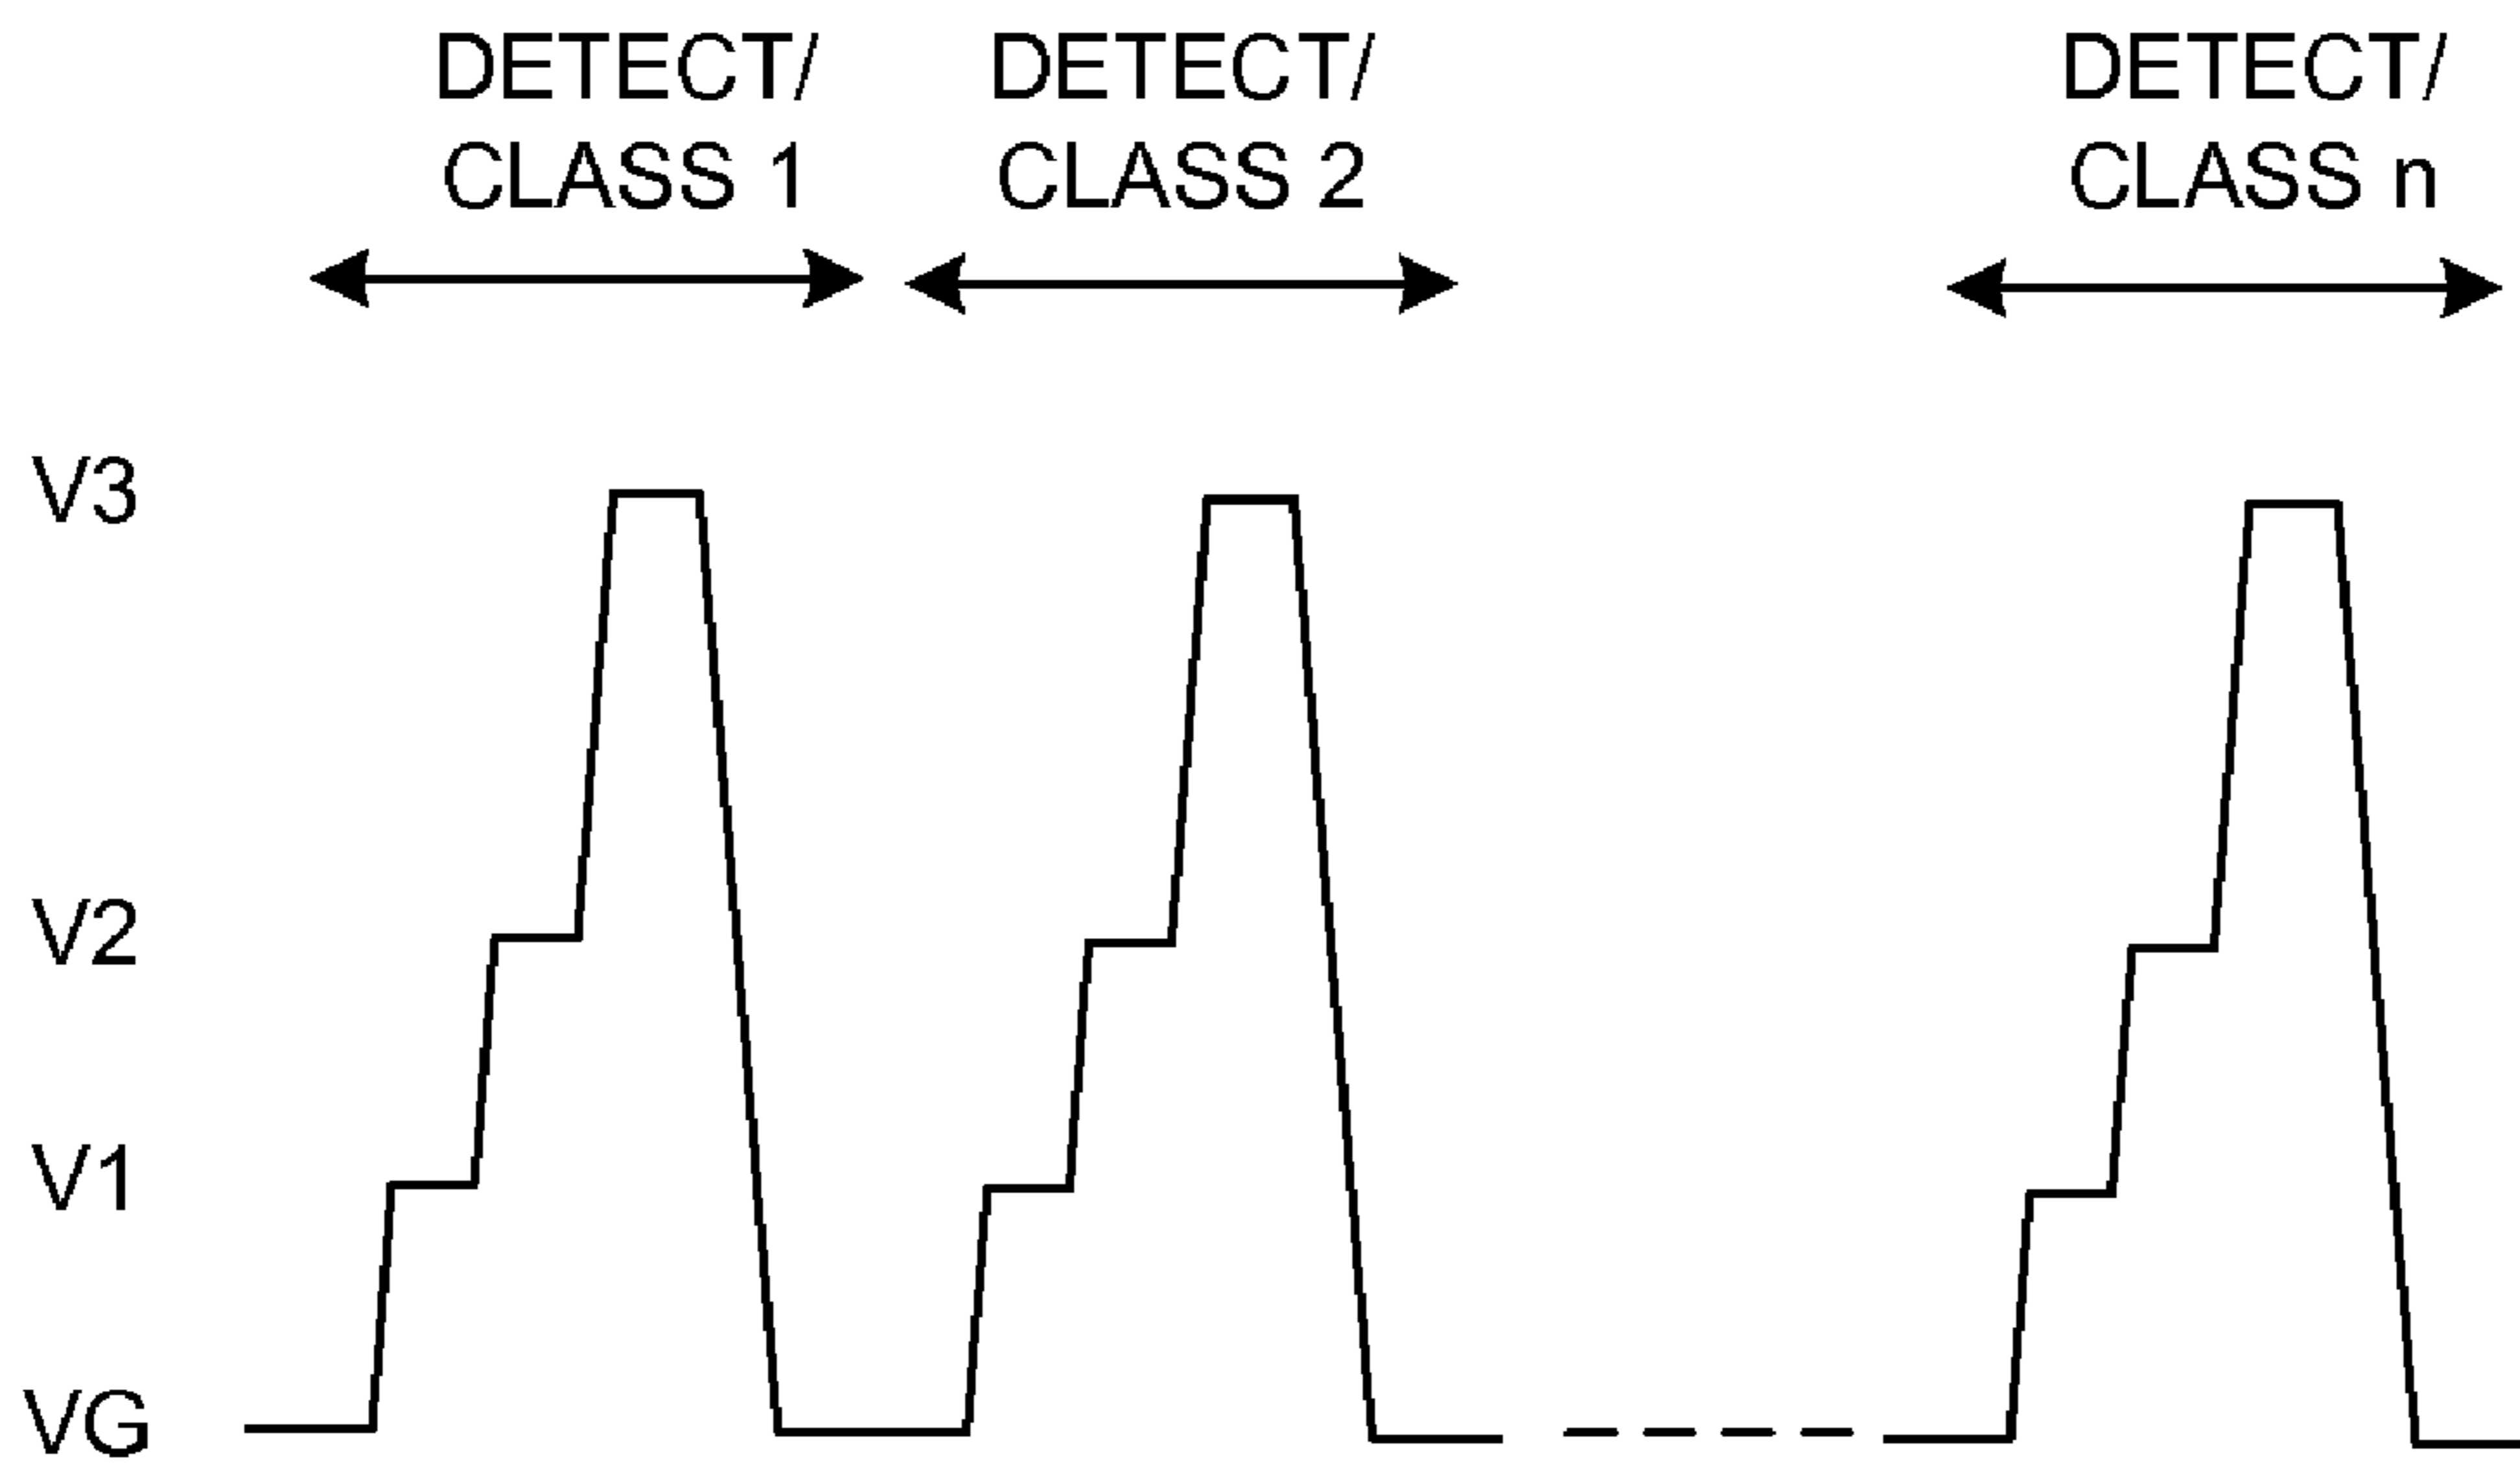 DETECT/
CLASS 1
DETECT/
CLASS 2
DETECT/
CLASS n
V3
V2
V1
VG